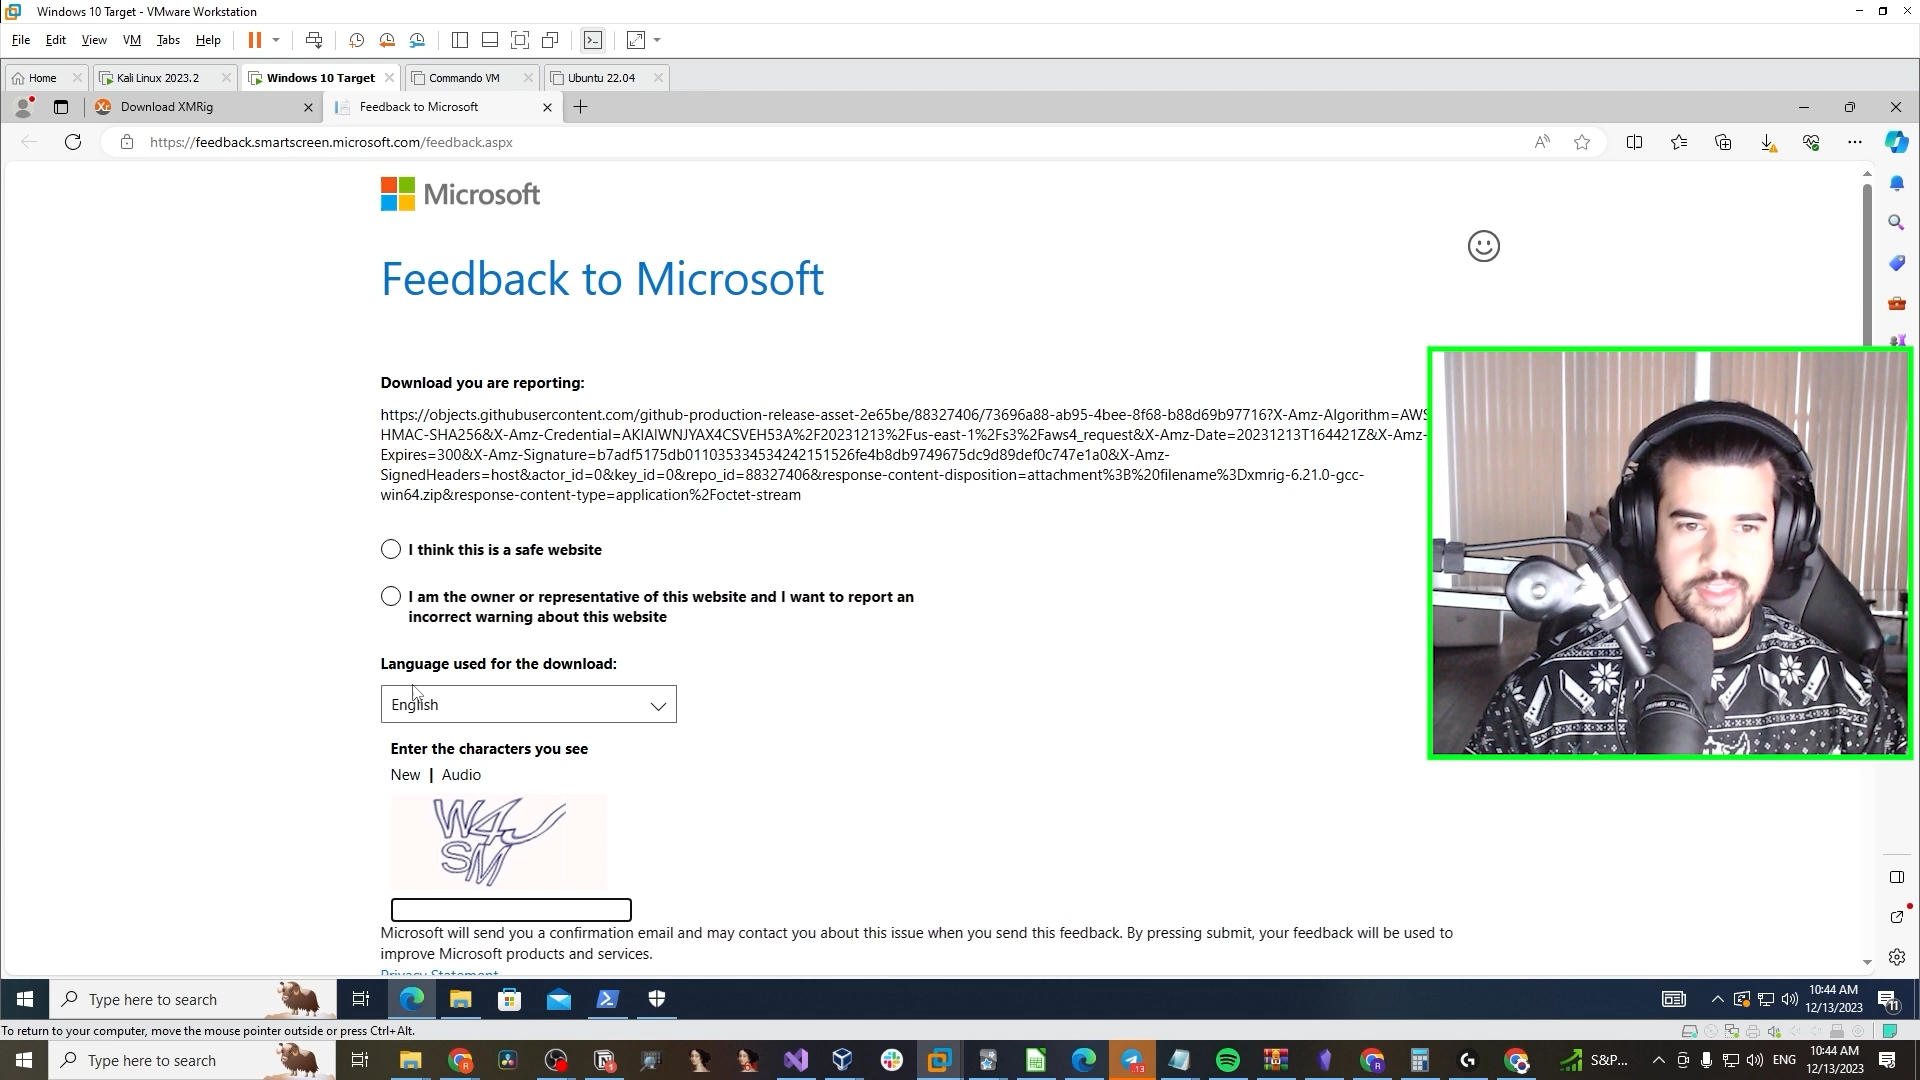 Windows 10 Target - VMware Workstation
File Edit View VM Tabs Help
Home Kali Linux 2023.2 Windows 10 Target Commando VM Ubuntu 22.04
Download XMRig Feedback to Microsoft
https://feedback.smartscreen.microsoft.com/feedback.aspx
Microsoft
Feedback to Microsoft
Download you are reporting:
https://objects.githubusercontent.com/github-production-release-asset-2e65be/88327406/73696a88-ab95-4bee-8f68-b88d69b97716?X-Amz-Algorithm=AWS
HMAC-SHA256&X-Amz-Credential=AKIAIWNJYAX4CSVEH53A%2F20231213%2Fus-east-1%2Fs3%2Faws4_request&X-Amz-Date=20231213T164421Z&X-Amz-
Expires=300&X-Amz-Signature=b7adf5175db011035334534242151526fe4b8db9749675dc9d89def0c747e1a0&X-Amz-
SignedHeaders=host&actor_id=0&key_id=0&repo_id=88327406&response-content-disposition=attachment%3B%20filename%3Dxmrig-6.21.0-gcc-
win64.zip&response-content-type=application%2Foctet-stream
I think this is a safe website
I am the owner or representative of this website and I want to report an
incorrect warning about this website
Language used for the download:
English
Enter the characters you see
New | Audio
Microsoft will send you a confirmation email and may contact you about this issue when you send this feedback. By pressing submit, your feedback will be used to
improve Microsoft products and services.
Privacy Statement
Type here to search
10:44 AM
12/13/2023
11
To return to your computer, move the mouse pointer outside or press Ctrl+Alt.
Type here to search
S&P...
ENG
10:44 AM
12/13/2023